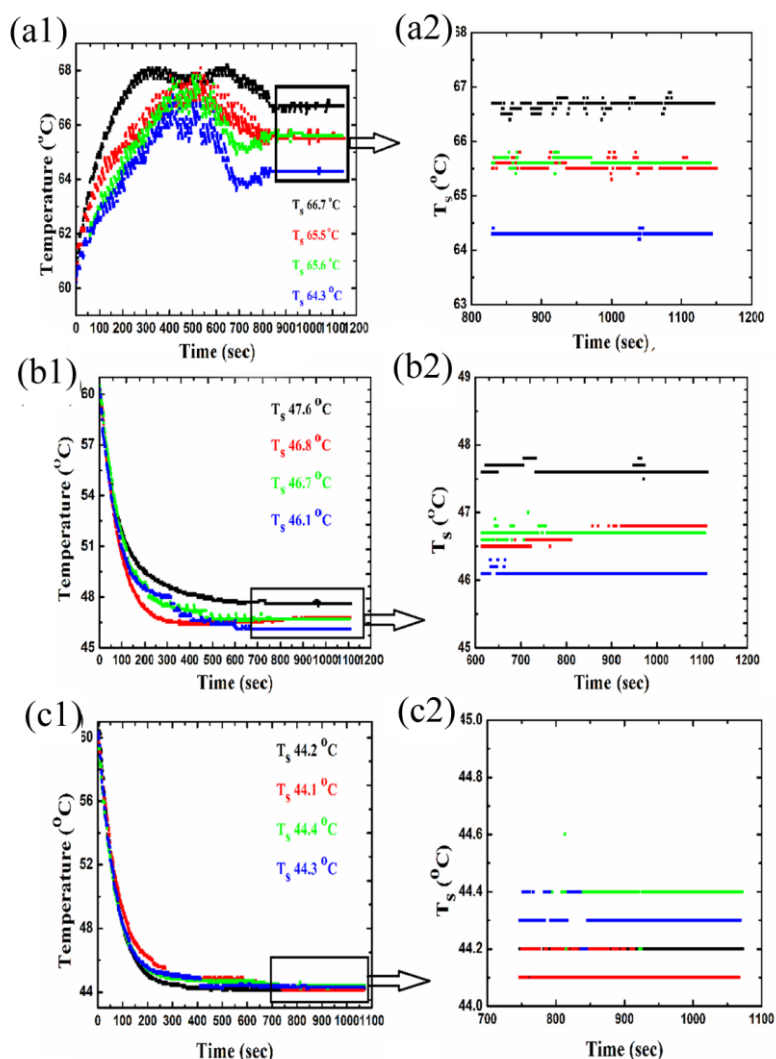 (a1)
Temperature (°C)
68
66
64
62
60
Ts 66.7 °C
Ts 65.5 °C
Ts 65.6 °C
Ts 64.3 °C
0 100 200 300 400 500 600 700 800 900 1000 1100 1200
Time (sec)
(a2)
Ts (°C)
68
67
66
65
64
63
800 900 1000 1100 1200
Time (sec),
(b1)
Temperature (°C)
60
57
54
51
48
45
Ts 47.6 °C
Ts 46.8 °C
Ts 46.7 °C
Ts 46.1 °C
0 100 200 300 400 500 600 700 800 900 1000 1100 1200
Time (sec)
(b2)
Ts (°C)
49
48
47
46
45
600 700 800 900 1000 1100 1200
Time (sec)
(c1)
Temperature (°C)
60
56
52
48
44
Ts 44.2 °C
Ts 44.1 °C
Ts 44.4 °C
Ts 44.3 °C
0 100 200 300 400 500 600 700 800 900 1000 1100
Time (sec)
(c2)
Ts (°C)
45.0
44.8
44.6
44.4
44.2
44.0
700 800 900 1000 1100
Time (sec)